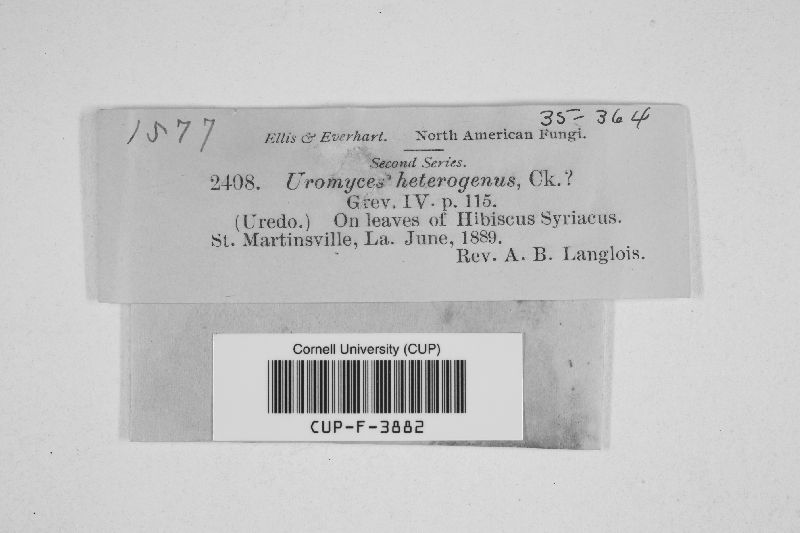 1577
35-364
Ellis & Everhart. North American Fungi.
Second Series.
2408. Uromyces heterogenus, Ck.?
Grev. IV. p. 115.
(Uredo.) On leaves of Hibiscus Syriacus.
St. Martinsville, La. June, 1889.
Rev. A. B. Langlois.
Cornell University (CUP)
CUP-F-3882